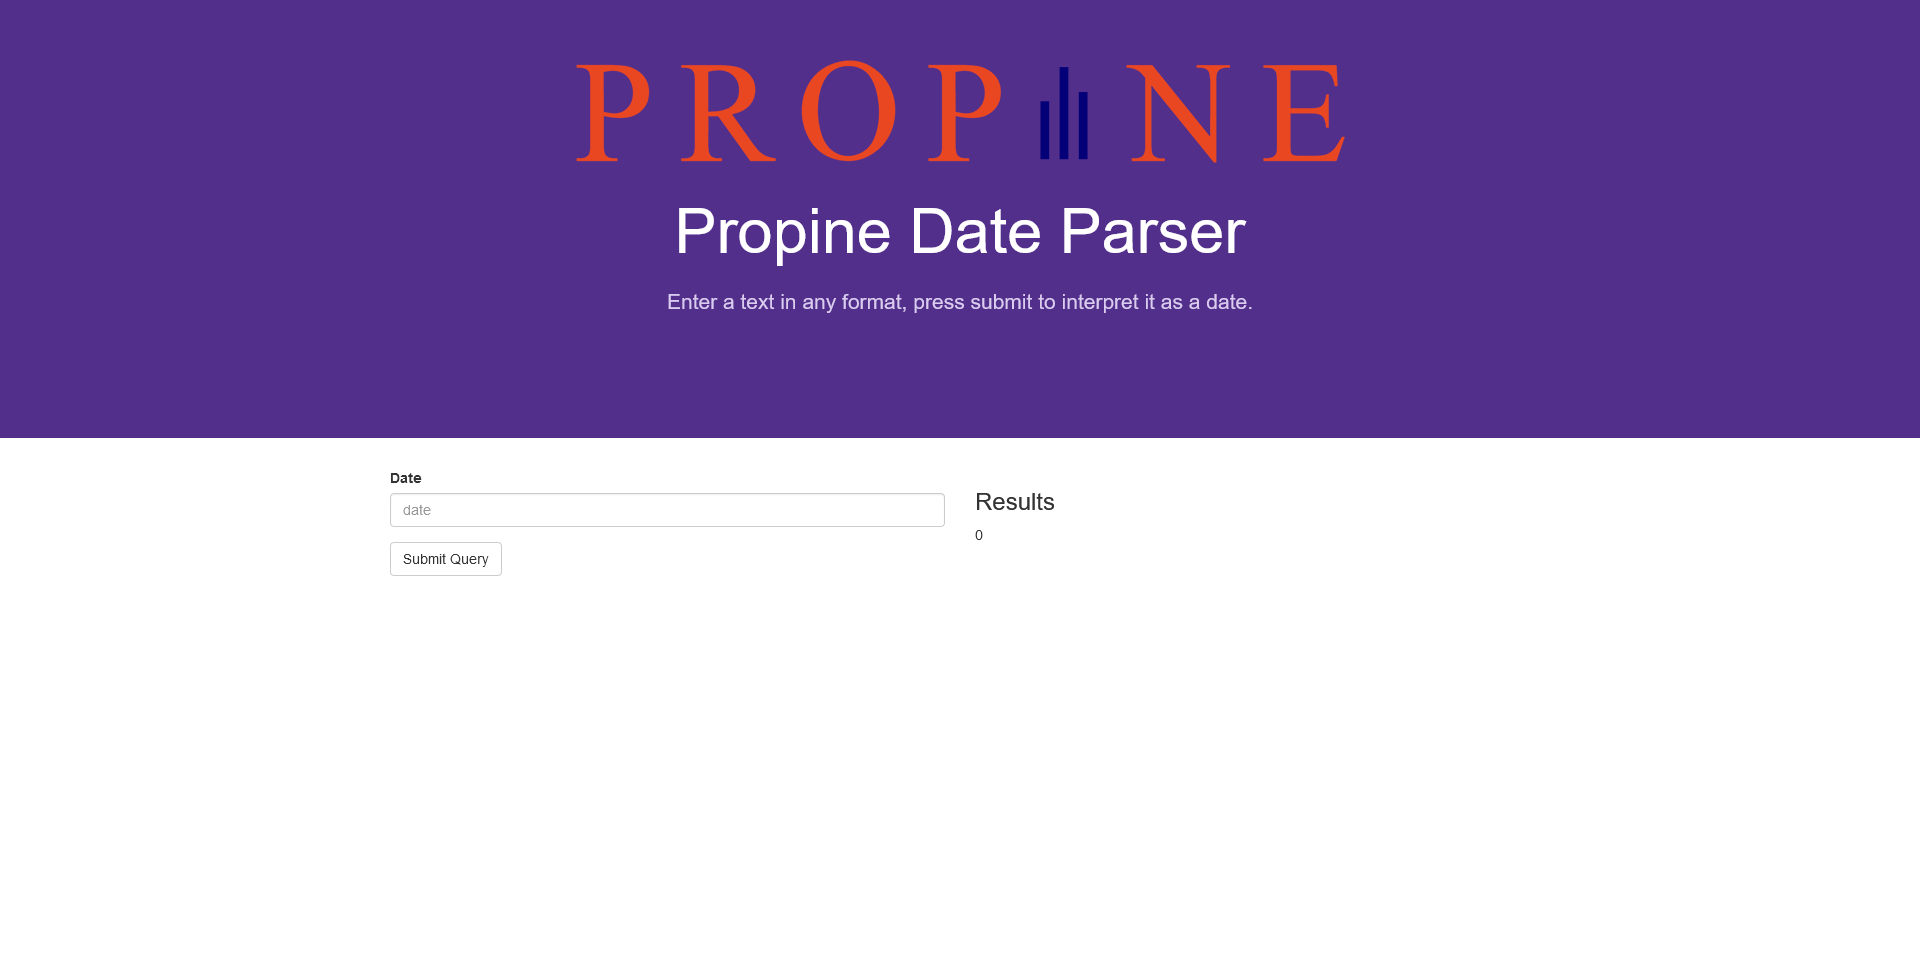 PROPINE
Propine Date Parser
Enter a text in any format, press submit to interpret it as a date.
Date
date
Submit Query
Results
0